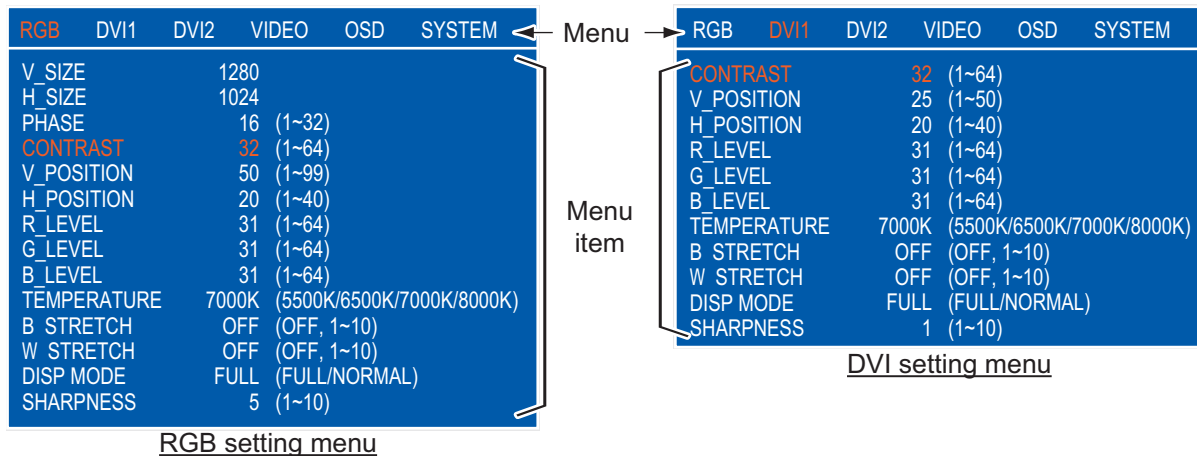 RGB DVI1 DVI2 VIDEO OSD SYSTEM
V_SIZE 1280
H_SIZE 1024
PHASE 16 (1~32)
CONTRAST 32 (1~64)
V_POSITION 50 (1~99)
H_POSITION 20 (1~40)
R_LEVEL 31 (1~64)
G_LEVEL 31 (1~64)
B_LEVEL 31 (1~64)
TEMPERATURE 7000K (5500K/6500K/7000K/8000K)
B STRETCH OFF (OFF, 1~10)
W STRETCH OFF (OFF, 1~10)
DISP MODE FULL (FULL/NORMAL)
SHARPNESS 5 (1~10)
RGB setting menu
Menu
Menu
item
RGB DVI1 DVI2 VIDEO OSD SYSTEM
CONTRAST 32 (1~64)
V_POSITION 25 (1~50)
H_POSITION 20 (1~40)
R_LEVEL 31 (1~64)
G_LEVEL 31 (1~64)
B_LEVEL 31 (1~64)
TEMPERATURE 7000K (5500K/6500K/7000K/8000K)
B STRETCH OFF (OFF, 1~10)
W STRETCH OFF (OFF, 1~10)
DISP MODE FULL (FULL/NORMAL)
SHARPNESS 1 (1~10)
DVI setting menu